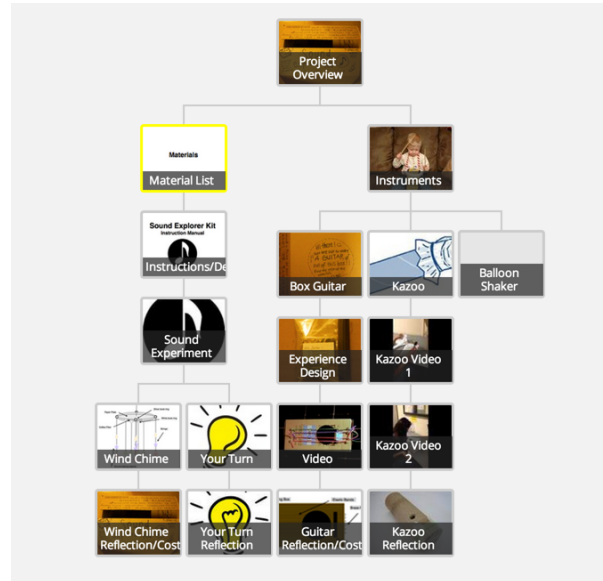 Project
Overview
Materials
Material List
Instruments
Sound Explorer Kit
Instruction Manual
Instructions/De
Box Guitar
Kazoo
Balloon
Shaker
Sound
Experiment
Experience
Design
Kazoo Video
1
Wind Chime
Your Turn
Video
Kazoo Video
2
Wind Chime
Reflection/Cost
Your Turn
Reflection
Guitar
Reflection/Cost
Kazoo
Reflection